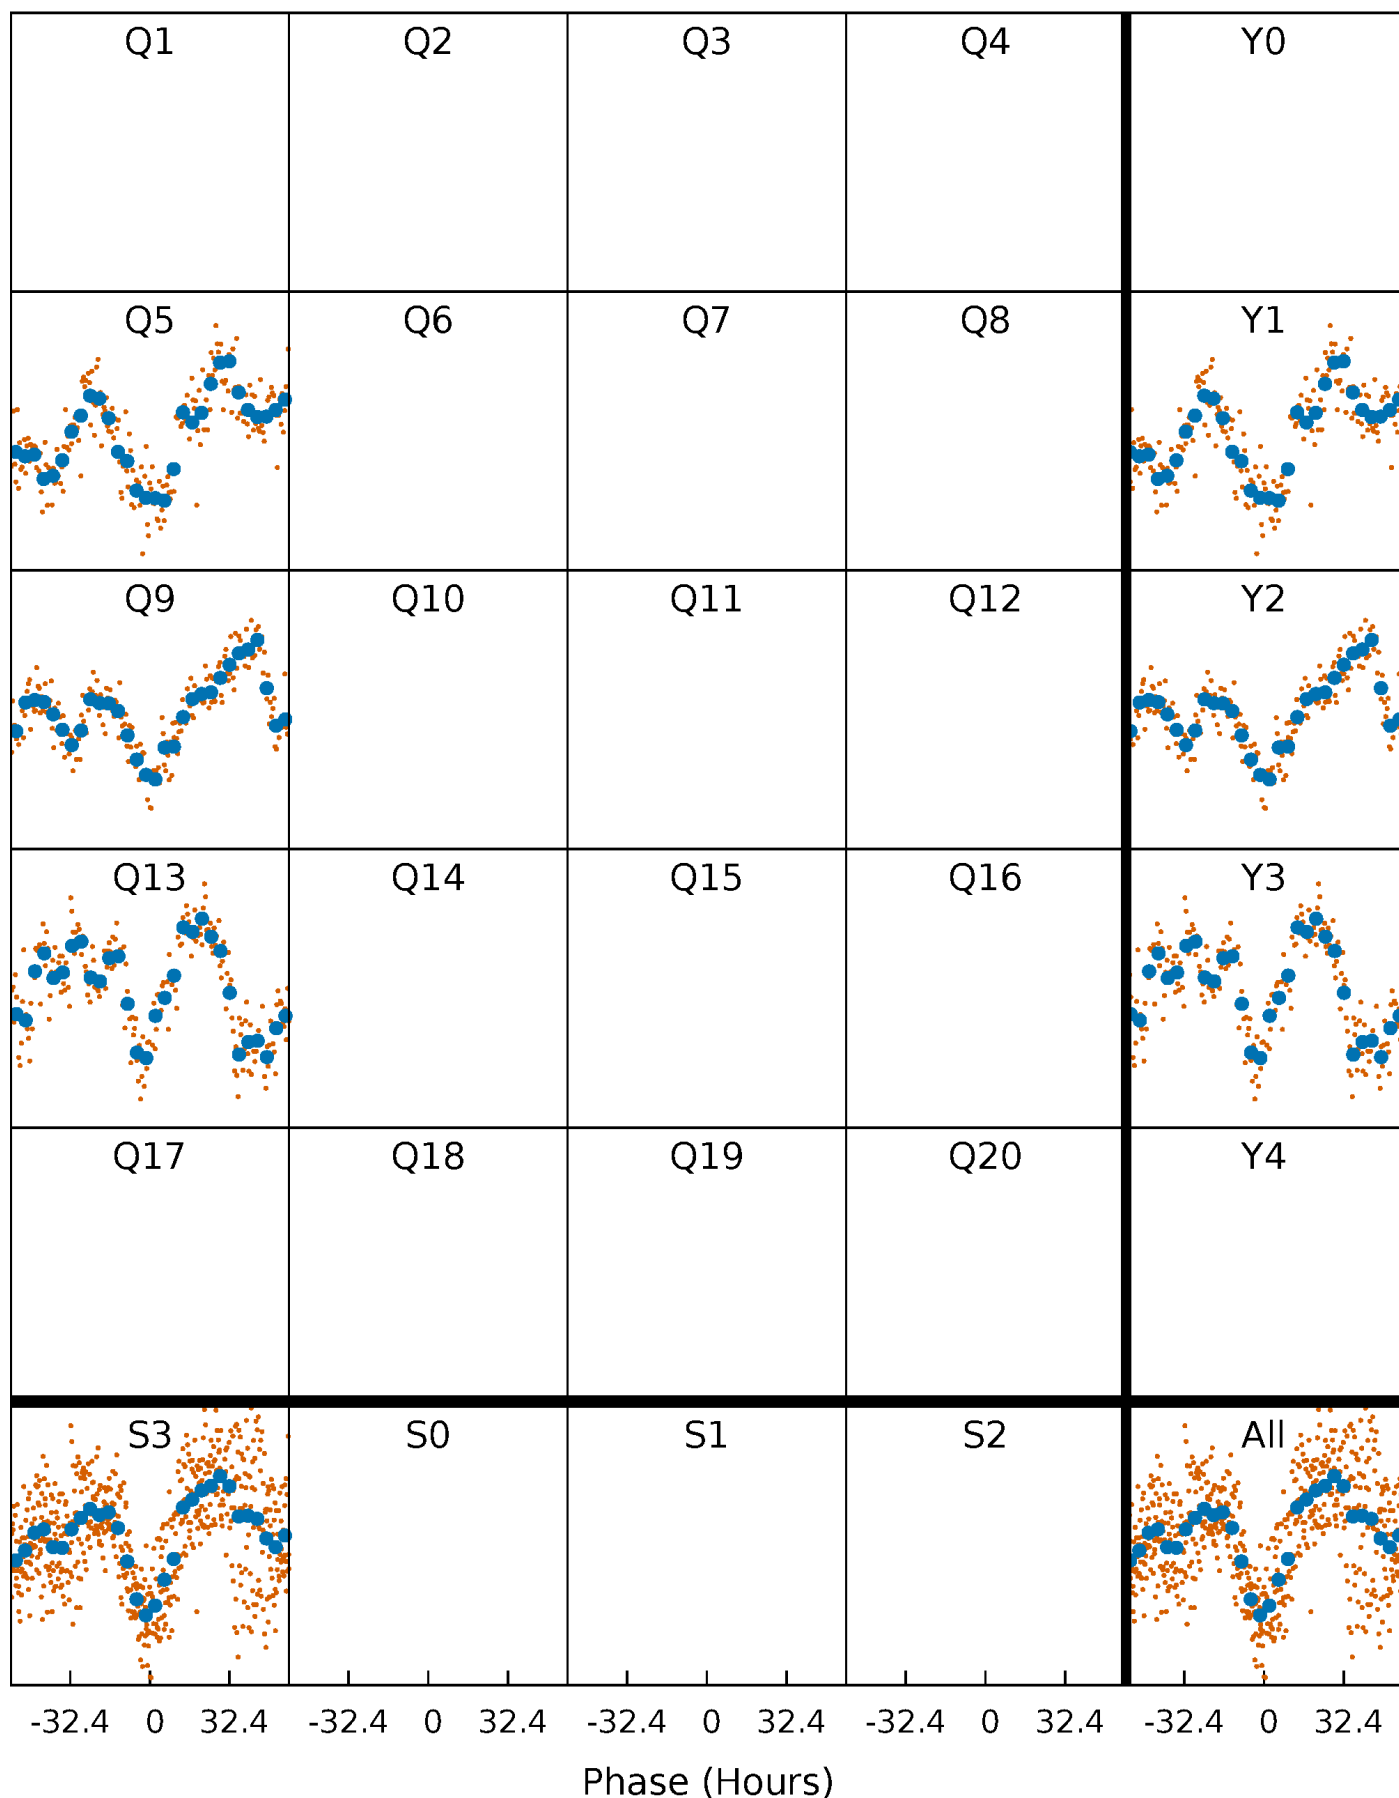 Q1 Q2 Q3 Q4 Y0
Q5 Q6 Q7 Q8 Y1
Q9 Q10 Q11 Q12 Y2
Q13 Q14 Q15 Q16 Y3
Q17 Q18 Q19 Q20 Y4
S3 S0 S1 S2 All
-32.4 0 32.4 -32.4 0 32.4 -32.4 0 32.4 -32.4 0 32.4 -32.4 0 32.4
Phase (Hours)